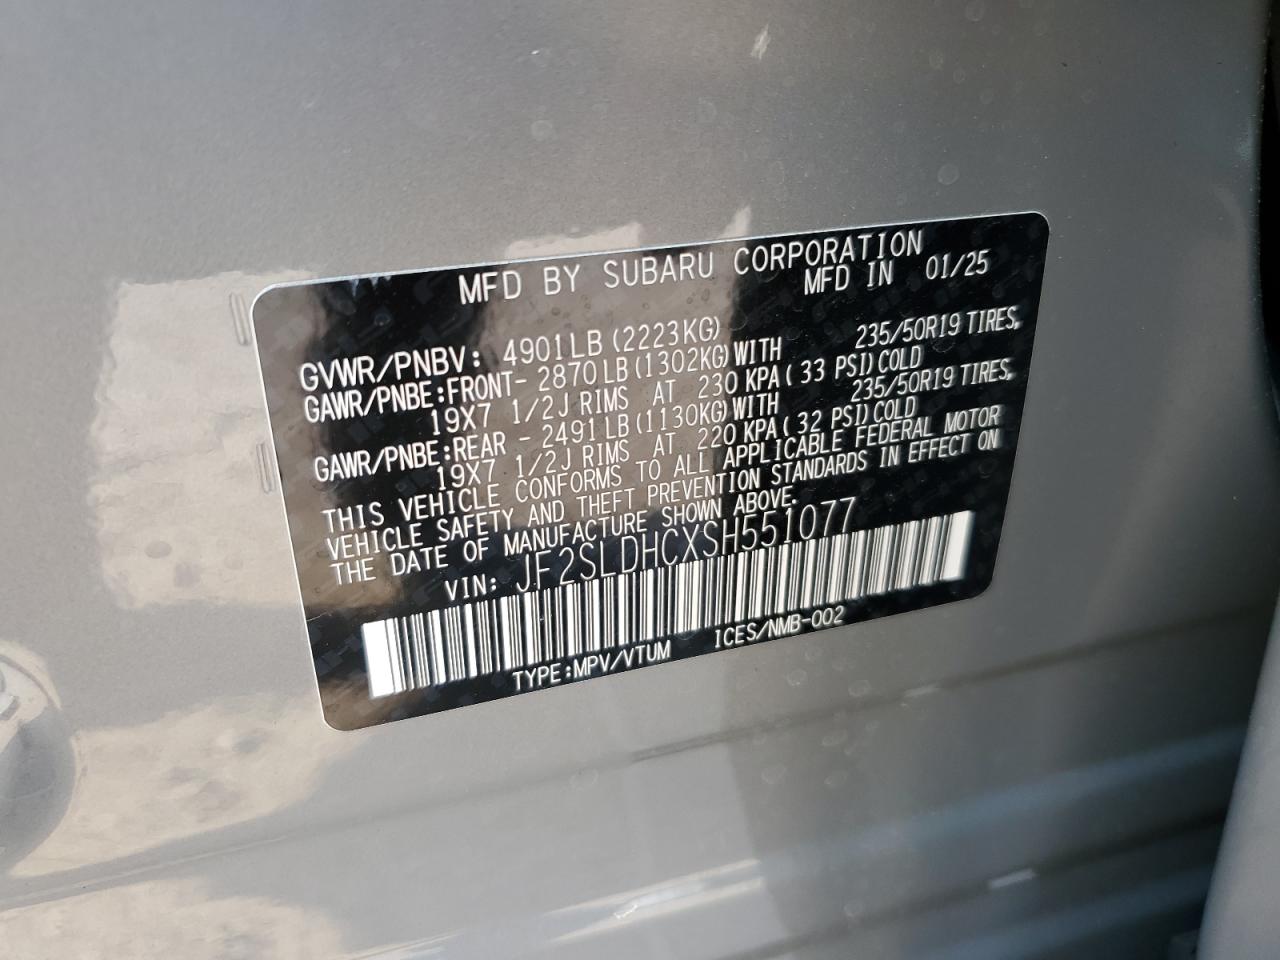 MFD BY SUBARU CORPORATION
MFD IN 01/25
GVWR/PNBV: 4901LB (2223KG)
GAWR/PNBE:FRONT- 2870LB (1302KG) WITH 235/50R19 TIRES,
19X7 1/2J RIMS AT 230 KPA( 33 PSI) COLD
GAWR/PNBE:REAR - 2491LB (1130KG) WITH 235/50R19 TIRES,
19X7 1/2J RIMS AT 220 KPA( 32 PSI) COLD
THIS VEHICLE CONFORMS TO ALL APPLICABLE FEDERAL MOTOR
VEHICLE SAFETY AND THEFT PREVENTION STANDARDS IN EFFECT ON
THE DATE OF MANUFACTURE SHOWN ABOVE.
VIN: JF2SLDHCXSH551077
TYPE:MPV/VTUM ICES/NMB-002